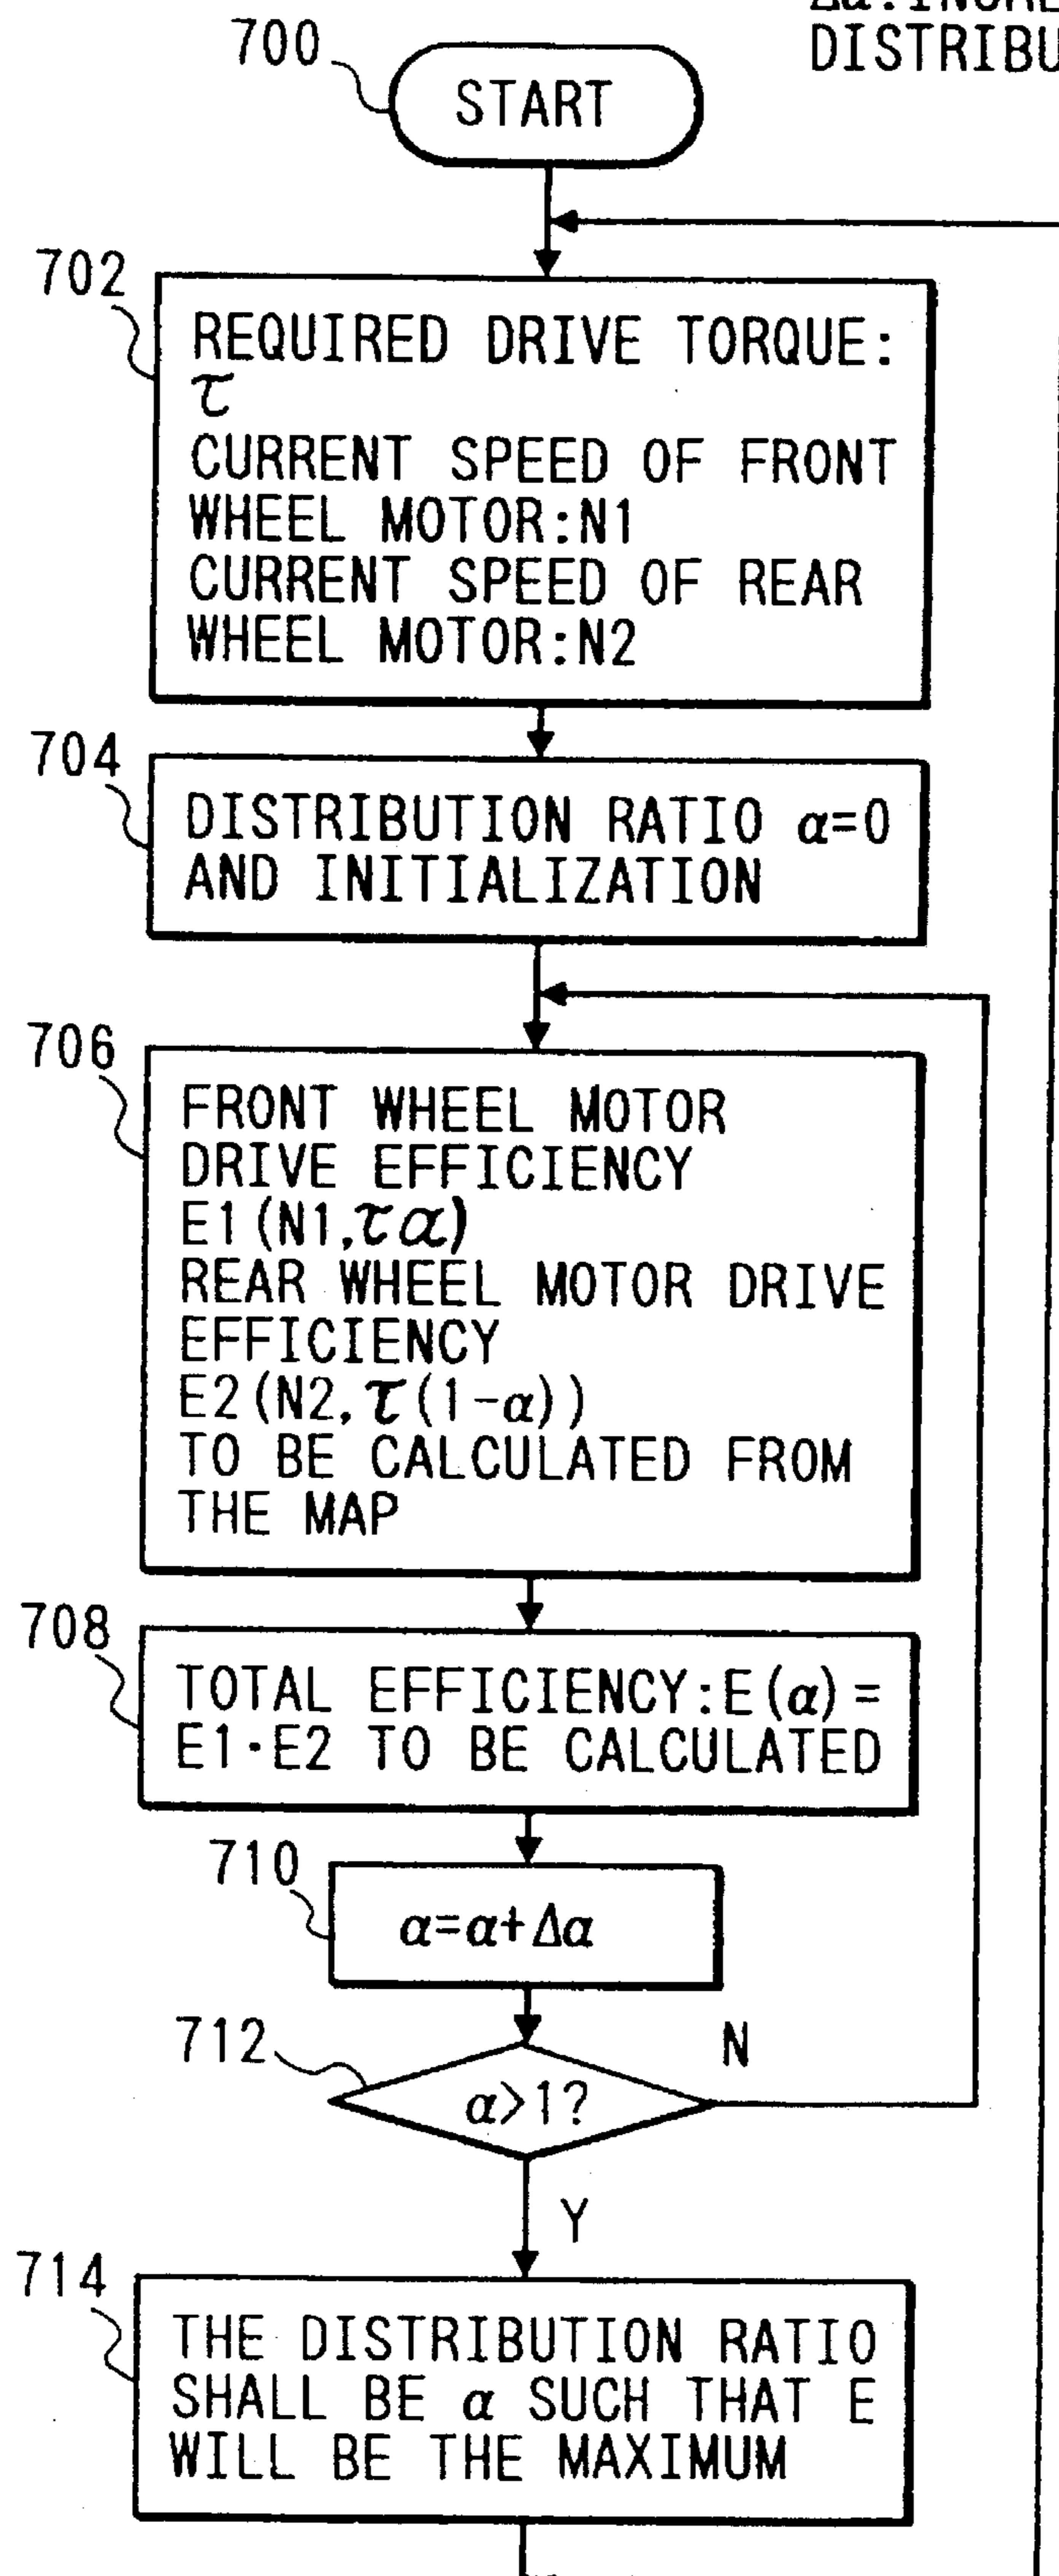 Δα:INCRE
DISTRIBU
700
START
702
REQUIRED DRIVE TORQUE:
τ
CURRENT SPEED OF FRONT
WHEEL MOTOR:N1
CURRENT SPEED OF REAR
WHEEL MOTOR:N2
704
DISTRIBUTION RATIO α=0
AND INITIALIZATION
706
FRONT WHEEL MOTOR
DRIVE EFFICIENCY
E1(N1,τα)
REAR WHEEL MOTOR DRIVE
EFFICIENCY
E2(N2,τ(1-α))
TO BE CALCULATED FROM
THE MAP
708
TOTAL EFFICIENCY:E(α)=
E1·E2 TO BE CALCULATED
710
α=α+Δα
712
N
α>1?
Y
714
THE DISTRIBUTION RATIO
SHALL BE α SUCH THAT E
WILL BE THE MAXIMUM